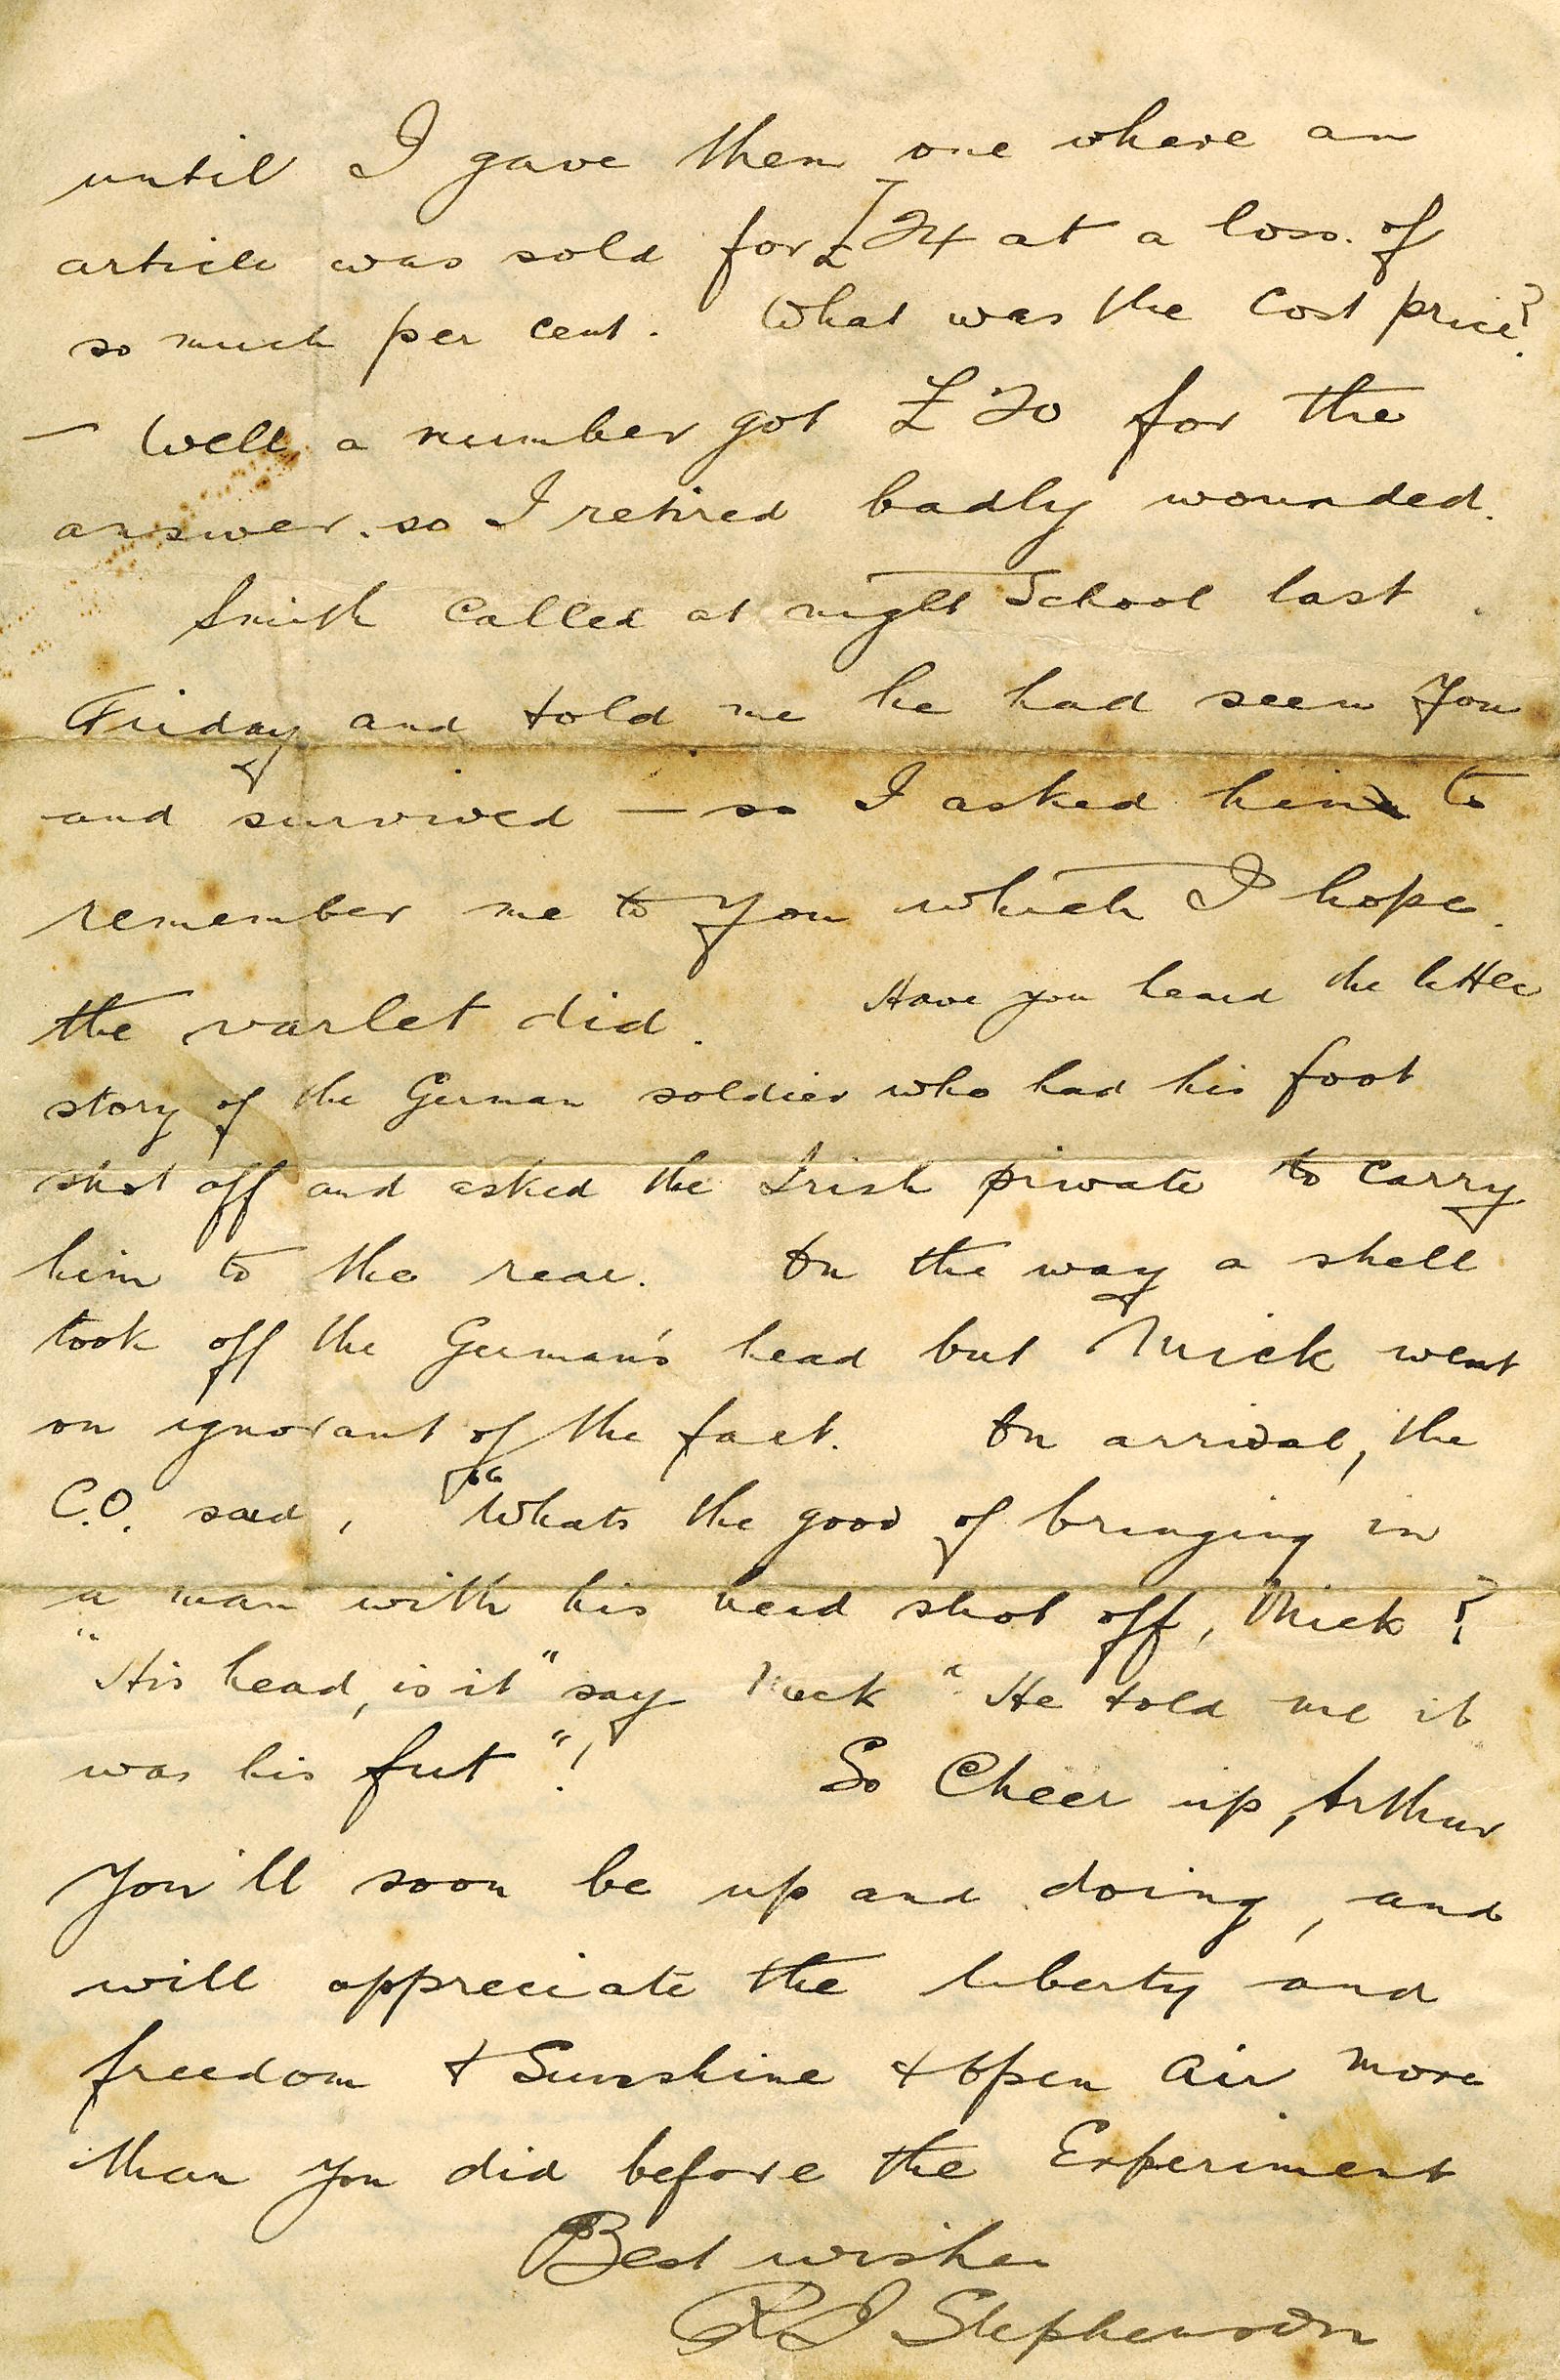 until I gave them one where an
article was sold for £24 at a loss of
so much per cent. What was the Cost price?
— Well, a number got £20 for the
answer, so I retired badly wounded.
Smith Called at night School last
Friday and told me he had seen you
and survived — so I asked him to
remember me to you which I hope
the varlet did. Have you heard the little
story of the German soldier who had his foot
shot off and asked the Irish private to carry
him to the rear. On the way a shell
took off the German's head but Mick went
on ignorant of the fact. On arrival, the
C.O. said, "Whats the good of bringing in
a man with his head shot off, Mick?
"His head, is it" say Mick "He told me it
was his fut"! So Cheer up, Arthur
you'll soon be up and doing, and
will appreciate the liberty and
freedom & Sunshine & open air more
than you did before the Experiment
Best wishes
R J Stephenson